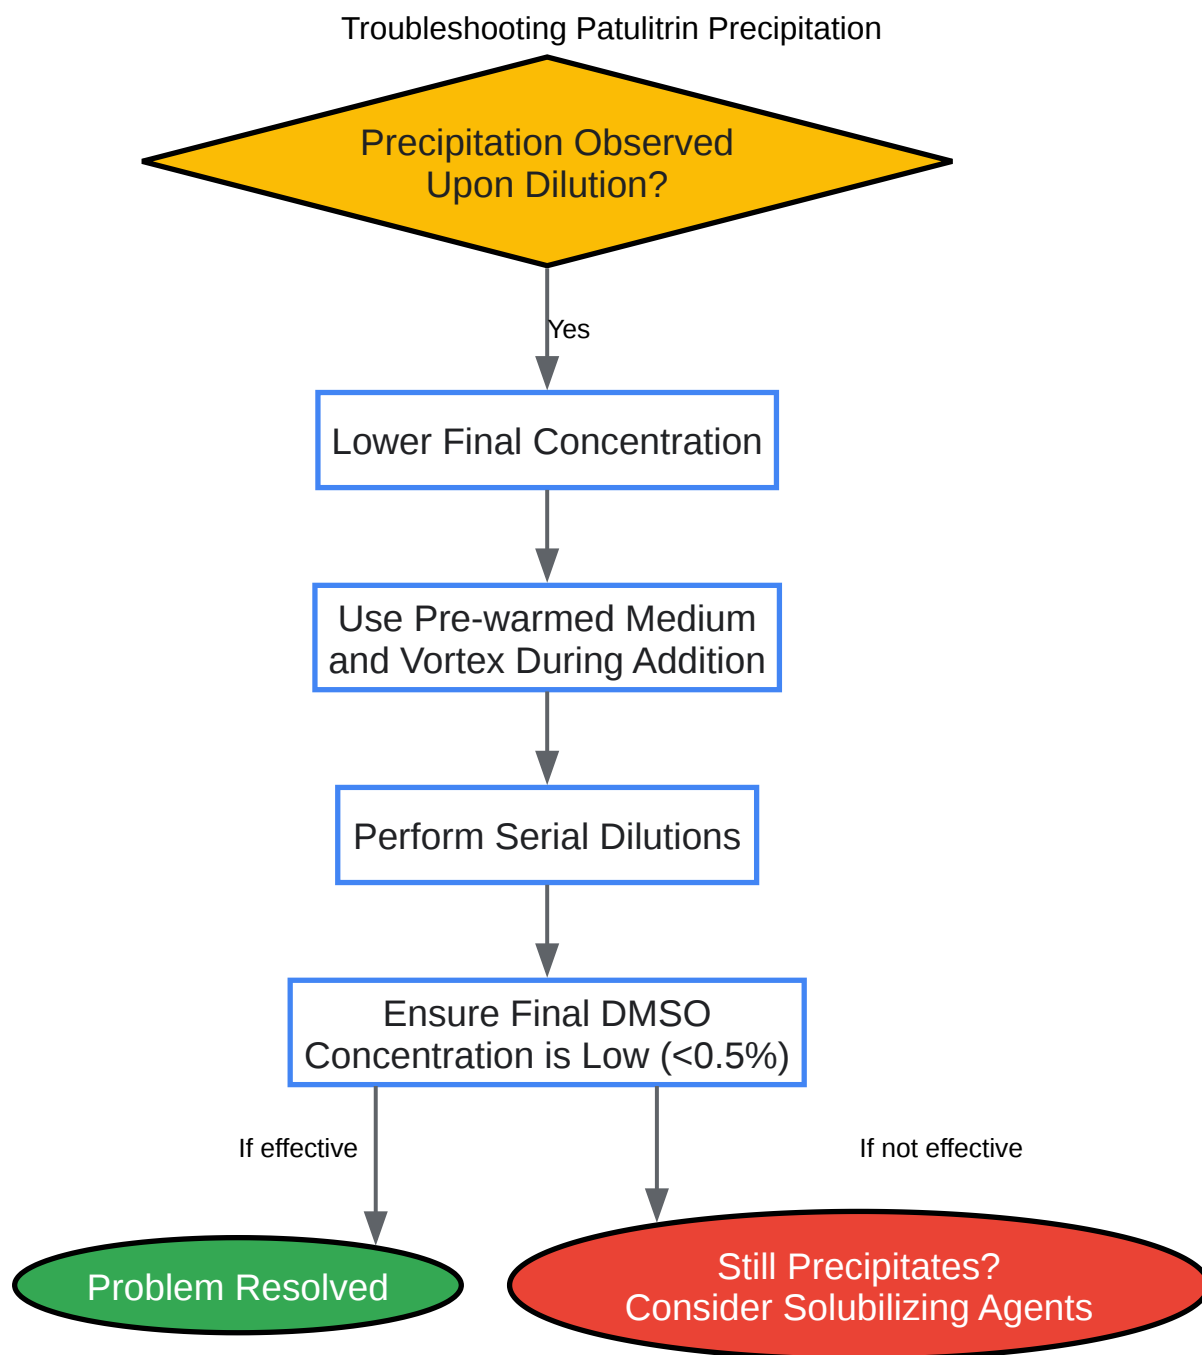 Troubleshooting Patulitrin Precipitation
Precipitation Observed
Upon Dilution?
Yes
Lower Final Concentration
Use Pre-warmed Medium
and Vortex During Addition
Perform Serial Dilutions
Ensure Final DMSO
Concentration is Low (<0.5%)
If effective
If not effective
Problem Resolved
Still Precipitates?
Consider Solubilizing Agents